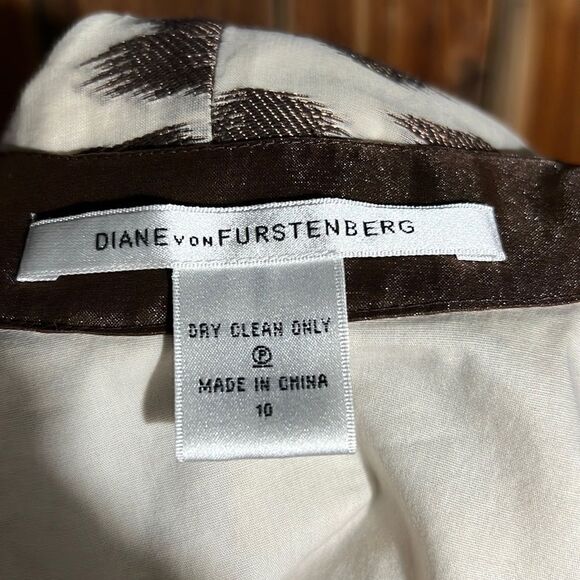 DIANE VON FURSTENBERG
DRY CLEAN ONLY
Ⓟ
MADE IN CHINA
10